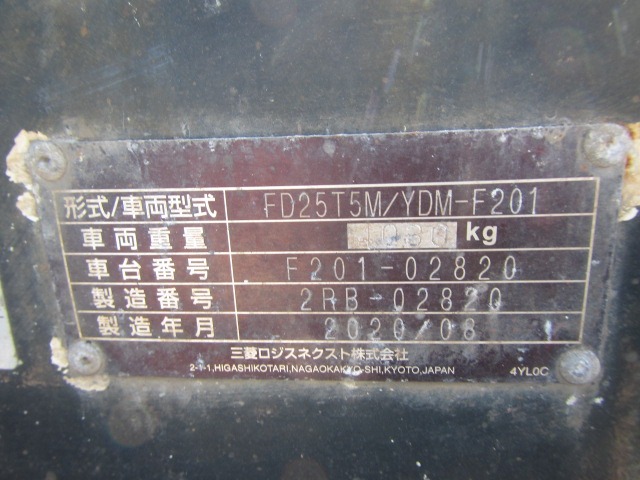 形式/車両型式 FD25T5M/YDM-F201
車両重量 kg
車台番号 F201-02820
製造番号 2RB-02820
製造年月 2020/08
三菱ロジスネクスト株式会社
2-1-1,HIGASHIKOTARI,NAGAOKAKYO-SHI,KYOTO,JAPAN 4YL0C